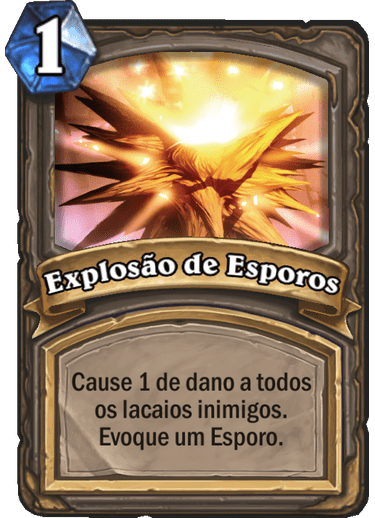 1
Explosão de Esporos
Cause 1 de dano a todos
os lacaios inimigos.
Evoque um Esporo.